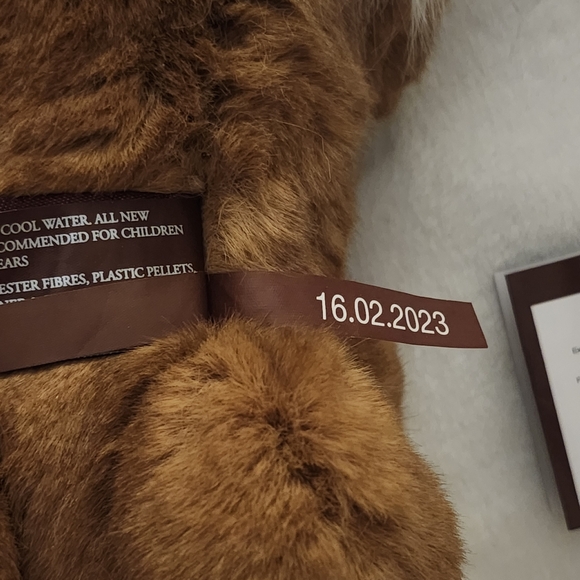 COOL WATER. ALL NEW
COMMENDED FOR CHILDREN
EARS
ESTER FIBRES, PLASTIC PELLETS.
16.02.2023